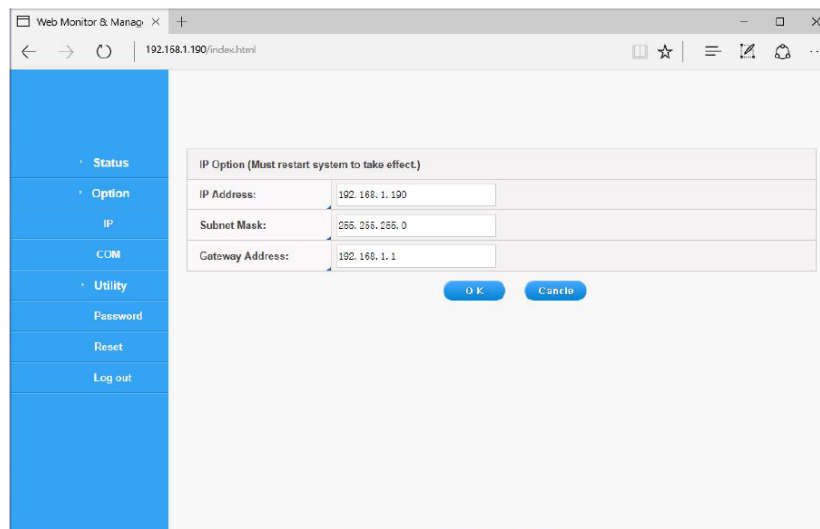 Web Monitor & Manag
192.168.1.190/index.html
Status
Option
IP
COM
Utility
Password
Reset
Log out
IP Option (Must restart system to take effect.)
IP Address: 192.168.1.190
Subnet Mask: 255.255.255.0
Gateway Address: 192.168.1.1
OK Cancle